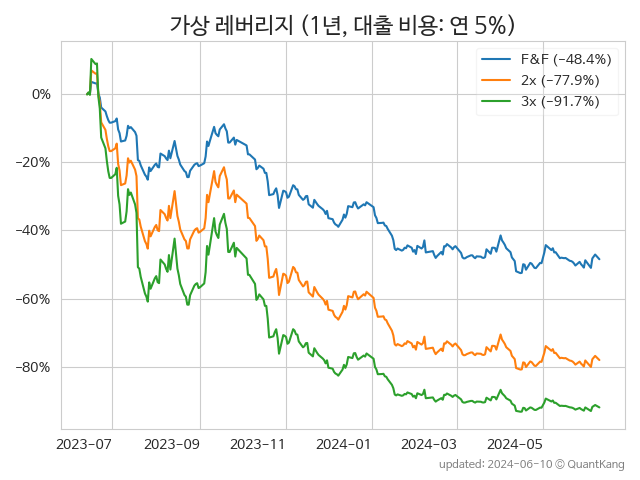 가상 레버리지 (1년, 대출 비용: 연 5%)
F&F (−48.4%)
2x (−77.9%)
3x (−91.7%)
0%
−20%
−40%
−60%
−80%
2023-07 2023-09 2023-11 2024-01 2024-03 2024-05
updated: 2024-06-10 © QuantKang